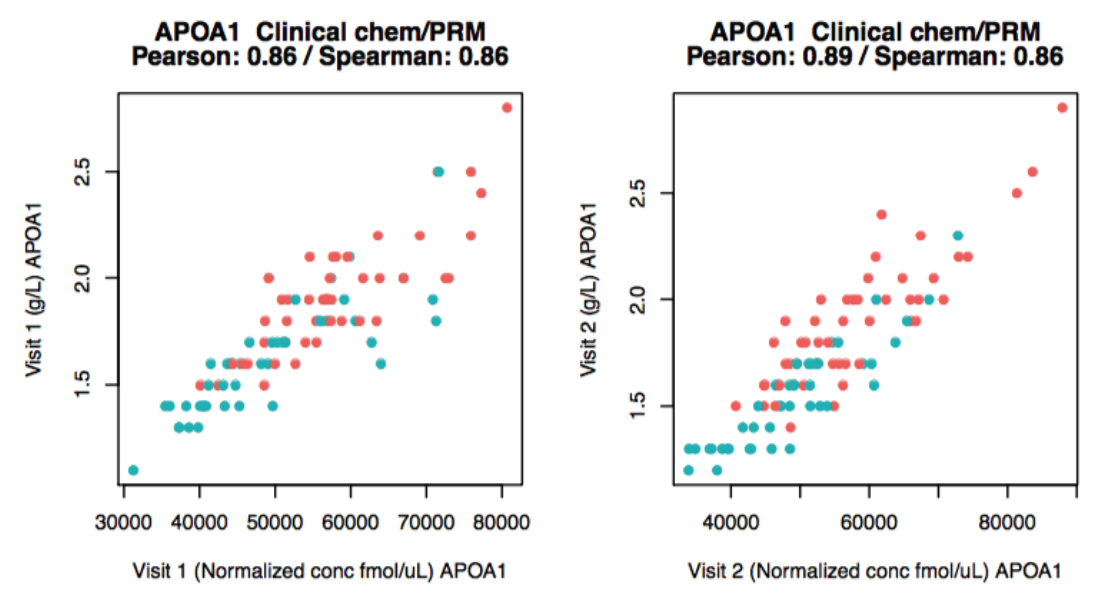 APOA1  Clinical chem/PRM
Pearson: 0.86 / Spearman: 0.86
2.5
2.0
1.5
Visit 1 (g/L) APOA1
30000 40000 50000 60000 70000 80000
Visit 1 (Normalized conc fmol/uL) APOA1
APOA1  Clinical chem/PRM
Pearson: 0.89 / Spearman: 0.86
2.5
2.0
1.5
Visit 2 (g/L) APOA1
40000 60000 80000
Visit 2 (Normalized conc fmol/uL) APOA1